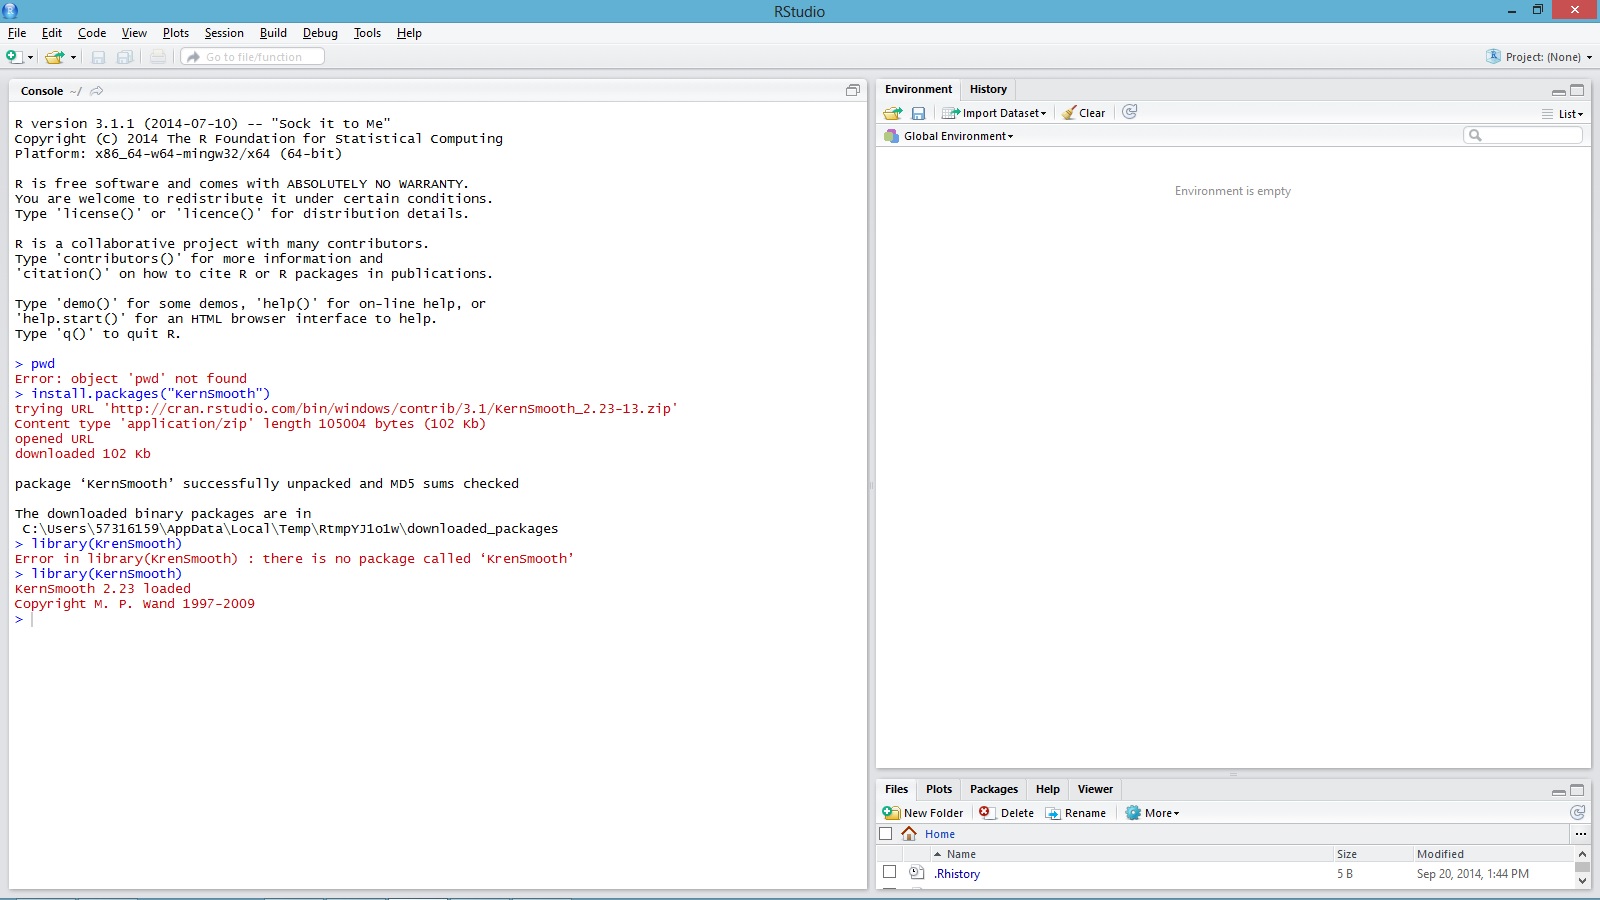 RStudio
File Edit Code View Plots Session Build Debug Tools Help
Go to file/function
Project: (None)
Console ~/
R version 3.1.1 (2014-07-10) -- "Sock it to Me"
Copyright (C) 2014 The R Foundation for Statistical Computing
Platform: x86_64-w64-mingw32/x64 (64-bit)
R is free software and comes with ABSOLUTELY NO WARRANTY.
You are welcome to redistribute it under certain conditions.
Type 'license()' or 'licence()' for distribution details.
R is a collaborative project with many contributors.
Type 'contributors()' for more information and
'citation()' on how to cite R or R packages in publications.
Type 'demo()' for some demos, 'help()' for on-line help, or
'help.start()' for an HTML browser interface to help.
Type 'q()' to quit R.
> pwd
Error: object 'pwd' not found
> install.packages("KernSmooth")
trying URL 'http://cran.rstudio.com/bin/windows/contrib/3.1/KernSmooth_2.23-13.zip'
Content type 'application/zip' length 105004 bytes (102 Kb)
opened URL
downloaded 102 Kb
package ‘KernSmooth’ successfully unpacked and MD5 sums checked
The downloaded binary packages are in
C:\Users\57316159\AppData\Local\Temp\RtmpYJ1o1w\downloaded_packages
> library(KrenSmooth)
Error in library(KrenSmooth) : there is no package called ‘KrenSmooth’
> library(KernSmooth)
KernSmooth 2.23 loaded
Copyright M. P. Wand 1997-2009
>
Environment History
Import Dataset Clear List
Global Environment
Environment is empty
Files Plots Packages Help Viewer
New Folder Delete Rename More
Home ...
Name Size Modified
.Rhistory 5 B Sep 20, 2014, 1:44 PM